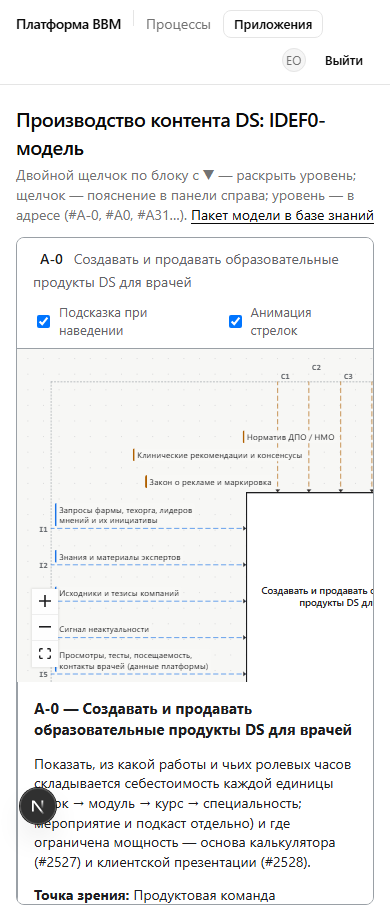 Платформа BBM
Процессы
Приложения
ЕО
Выйти
Производство контента DS: IDEF0-
модель
Двойной щелчок по блоку с ▼ — раскрыть уровень;
щелчок — пояснение в панели справа; уровень — в
адресе (#A-0, #A0, #A31…). Пакет модели в базе знаний
A-0 Создавать и продавать образовательные
продукты DS для врачей
Подсказка при
наведении
Анимация
стрелок
C1
C2
C3
Норматив ДПО / НМО
Клинические рекомендации и консенсусы
Закон о рекламе и маркировка
Запросы фармы, техорга, лидеров
мнений и их инициативы
I1
Знания и материалы экспертов
I2
Создавать и продавать
продукты DS
Исходники и тезисы компаний
Сигнал неактуальности
Просмотры, тесты, посещаемость,
контакты врачей (данные платформы)
I5
A-0 — Создавать и продавать
образовательные продукты DS для врачей
Показать, из какой работы и чьих ролевых часов
складывается себестоимость каждой единицы
→ модуль → курс → специальность;
мероприятие и подкаст отдельно) и где
ограничена мощность — основа калькулятора
(#2527) и клиентской презентации (#2528).
N
Точка зрения: Продуктовая команда